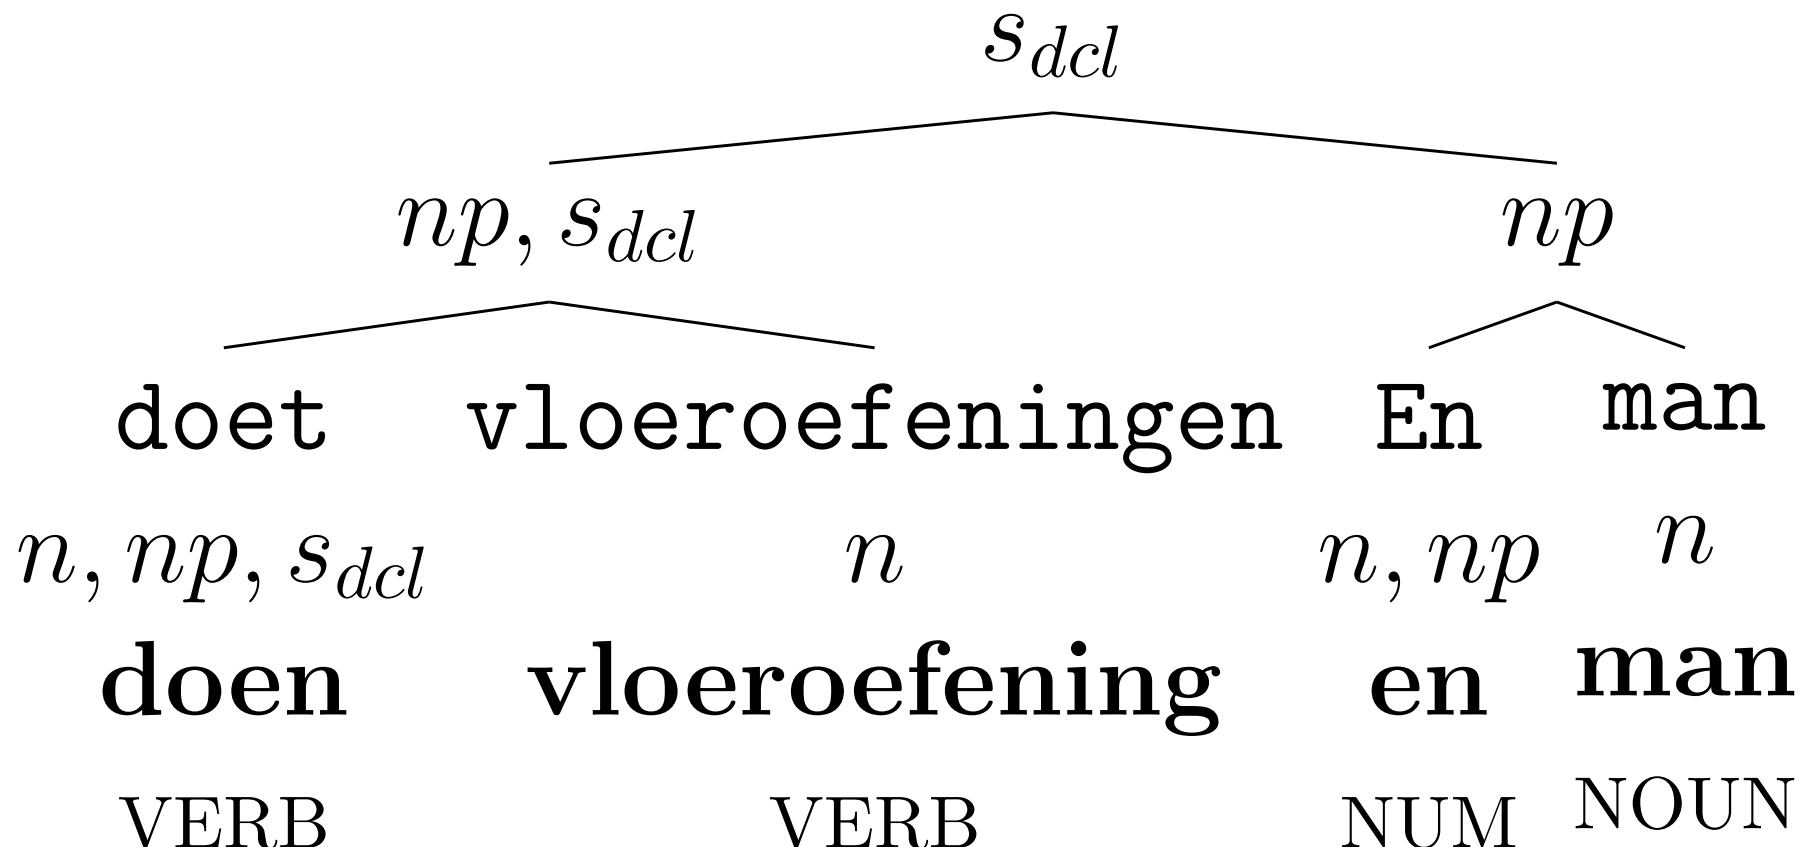 s_dcl
np, s_dcl np
doet vloeroefeningen En man
n, np, s_dcl n n, np n
doen vloeroefening en man
VERB VERB NUM NOUN